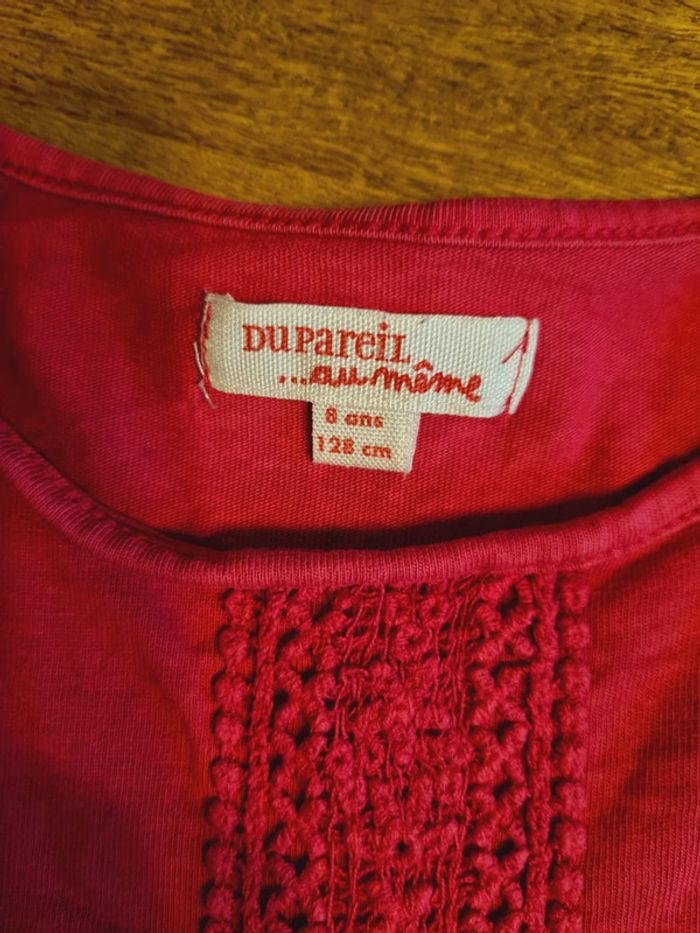 DUPareiL
...au même
8 ans
128 cm